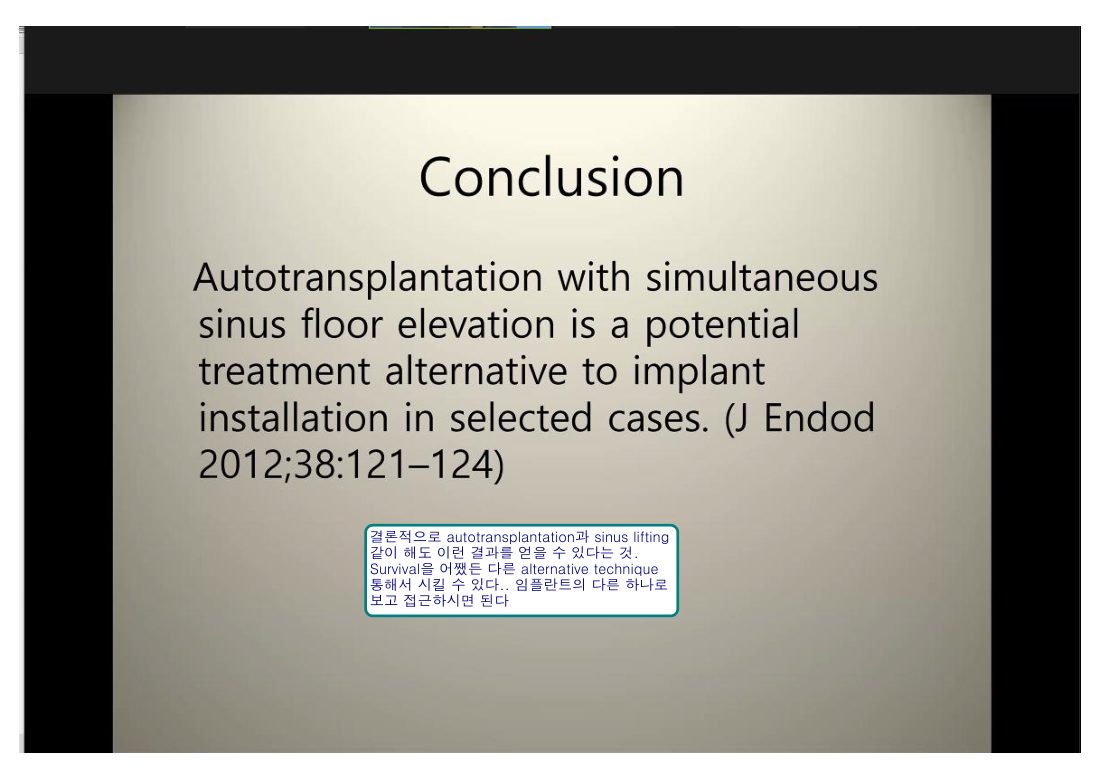 Conclusion
Autotransplantation with simultaneous
sinus floor elevation is a potential
treatment alternative to implant
installation in selected cases. (J Endod
2012;38:121–124)
결론적으로 autotransplantation과 sinus lifting
같이 해도 이런 결과를 얻을 수 있다는 것.
Survival을 어쨌든 다른 alternative technique
통해서 시킬 수 있다.. 임플란트의 다른 하나로
보고 접근하시면 된다